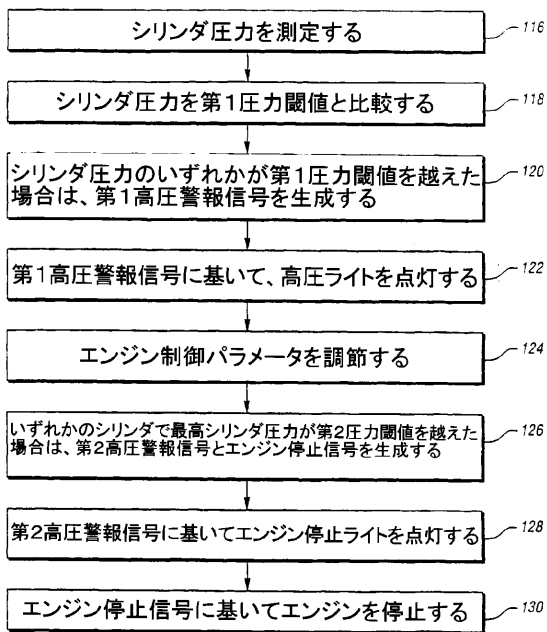 シリンダ圧力を測定する
116
シリンダ圧力を第1圧力閾値と比較する
118
シリンダ圧力のいずれかが第1圧力閾値を越えた
場合は、第1高圧警報信号を生成する
120
第1高圧警報信号に基いて、高圧ライトを点灯する
122
エンジン制御パラメータを調節する
124
いずれかのシリンダで最高シリンダ圧力が第2圧力閾値を越えた
場合は、第2高圧警報信号とエンジン停止信号を生成する
126
第2高圧警報信号に基いてエンジン停止ライトを点灯する
128
エンジン停止信号に基いてエンジンを停止する
130